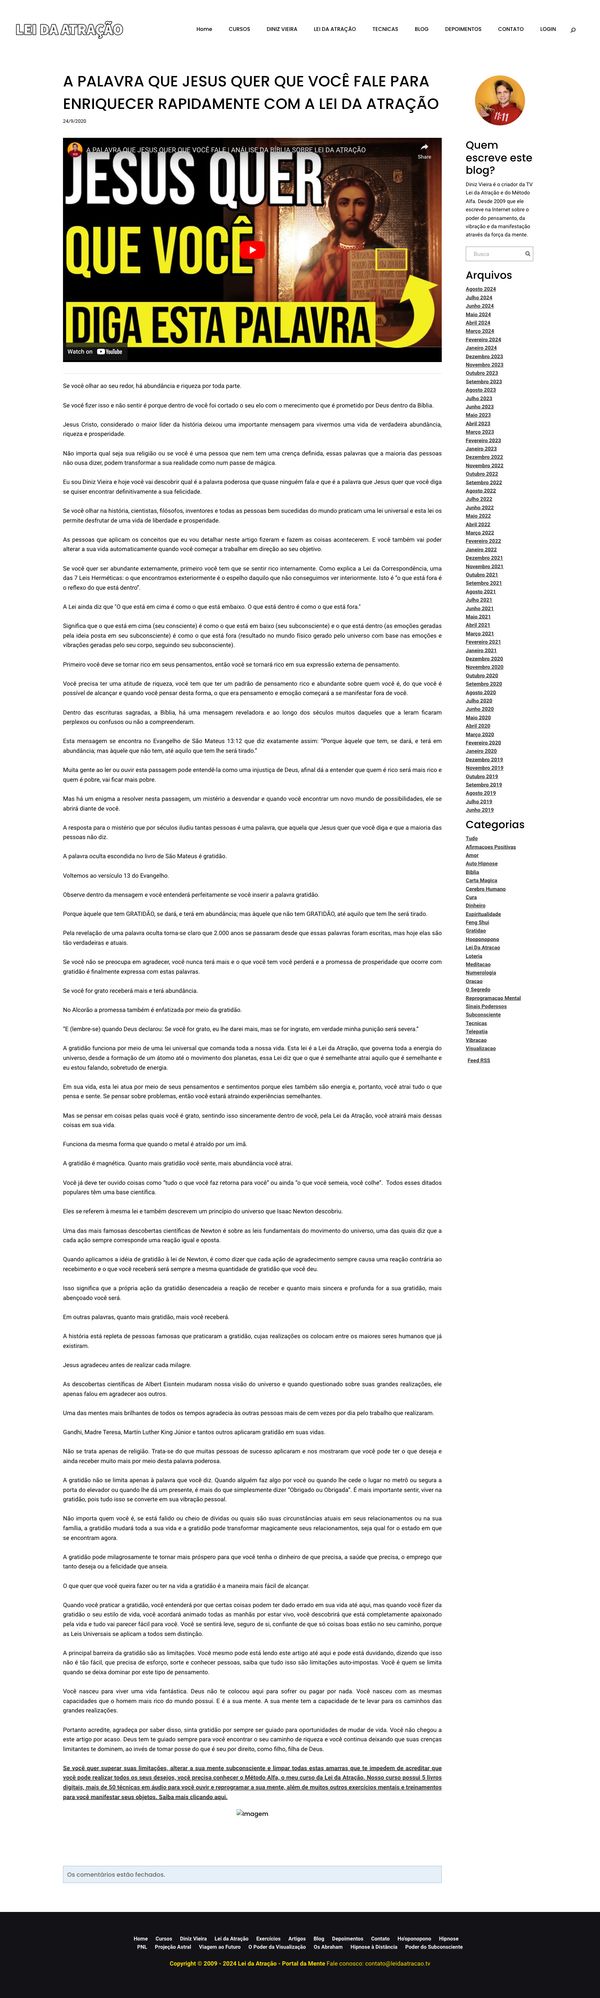 LEI DA ATRAÇÃO
Home CURSOS DINIZ VIEIRA LEI DA ATRAÇÃO TECNICAS BLOG DEPOIMENTOS CONTATO LOGIN
A PALAVRA QUE JESUS QUER QUE VOCÊ FALE PARA
ENRIQUECER RAPIDAMENTE COM A LEI DA ATRAÇÃO
24/9/2020
A PALAVRA QUE JESUS QUER QUE VOCÊ FALE | ANÁLISE DA BÍBLIA SOBRE LEI DA ATRAÇÃO
Share
JESUS QUER
QUE VOCÊ
DIGA ESTA PALAVRA
Watch on YouTube
Se você olhar ao seu redor, há abundância e riqueza por toda parte.
Se você fizer isso e não sentir é porque dentro de você foi cortado o seu elo com o merecimento que é prometido por Deus dentro da Bíblia.
Jesus Cristo, considerado o maior líder da história deixou uma importante mensagem para vivermos uma vida de verdadeira abundância,
riqueza e prosperidade.
Não importa qual seja sua religião ou se você é uma pessoa que nem tem uma crença definida, essas palavras que a maioria das pessoas
não ousa dizer, podem transformar a sua realidade como num passe de mágica.
Eu sou Diniz Vieira e hoje você vai descobrir qual é a palavra poderosa que quase ninguém fala e que é a palavra que Jesus quer que você diga
se quiser encontrar definitivamente a sua felicidade.
Se você olhar na história, cientistas, filósofos, inventores e todas as pessoas bem sucedidas do mundo praticam uma lei universal e esta lei os
permite desfrutar de uma vida de liberdade e prosperidade.
As pessoas que aplicam os conceitos que eu vou detalhar neste artigo fizeram e fazem as coisas acontecerem. E você também vai poder
alterar a sua vida automaticamente quando você começar a trabalhar em direção ao seu objetivo.
Se você quer ser abundante externamente, primeiro você tem que se sentir rico internamente. Como explica a Lei da Correspondência, uma
das 7 Leis Herméticas: o que encontramos exteriormente é o espelho daquilo que não conseguimos ver interiormente. Isto é “o que está fora é
o reflexo do que está dentro”.
A Lei ainda diz que "O que está em cima é como o que está embaixo. O que está dentro é como o que está fora."
Significa que o que está em cima (seu consciente) é como o que está em baixo (seu subconsciente) e o que está dentro (as emoções geradas
pela ideia posta em seu subconsciente) é como o que está fora (resultado no mundo físico gerado pelo universo com base nas emoções e
vibrações geradas pelo seu corpo, seguindo seu subconsciente).
Primeiro você deve se tornar rico em seus pensamentos, então você se tornará rico em sua expressão externa de pensamento.
Você precisa ter uma atitude de riqueza, você tem que ter um padrão de pensamento rico e abundante sobre quem você é, do que você é
possível de alcançar e quando você pensar desta forma, o que era pensamento e emoção começará a se manifestar fora de você.
Dentro das escrituras sagradas, a Bíblia, há uma mensagem reveladora e ao longo dos séculos muitos daqueles que a leram ficaram
perplexos ou confusos ou não a compreenderam.
Esta mensagem se encontra no Evangelho de São Mateus 13:12 que diz exatamente assim: “Porque àquele que tem, se dará, e terá em
abundância; mas àquele que não tem, até aquilo que tem lhe será tirado.”
Muita gente ao ler ou ouvir esta passagem pode entendê-la como uma injustiça de Deus, afinal dá a entender que quem é rico será mais rico e
quem é pobre, vai ficar mais pobre.
Mas há um enigma a resolver nesta passagem, um mistério a desvendar e quando você encontrar um novo mundo de possibilidades, ele se
abrirá diante de você.
A resposta para o mistério que por séculos iludiu tantas pessoas é uma palavra, que aquela que Jesus quer que você diga e que a maioria das
pessoas não diz.
A palavra oculta escondida no livro de São Mateus é gratidão.
Voltemos ao versículo 13 do Evangelho.
Observe dentro da mensagem e você entenderá perfeitamente se você inserir a palavra gratidão.
Porque àquele que tem GRATIDÃO, se dará, e terá em abundância; mas àquele que não tem GRATIDÃO, até aquilo que tem lhe será tirado.
Pela revelação de uma palavra oculta torna-se claro que 2.000 anos se passaram desde que essas palavras foram escritas, mas hoje elas são
tão verdadeiras e atuais.
Se você não se preocupa em agradecer, você nunca terá mais e o que você tem você perderá e a promessa de prosperidade que ocorre com
gratidão é finalmente expressa com estas palavras.
Se você for grato receberá mais e terá abundância.
No Alcorão a promessa também é enfatizada por meio da gratidão.
“E (lembre-se) quando Deus declarou: Se você for grato, eu lhe darei mais, mas se for ingrato, em verdade minha punição será severa.”
A gratidão funciona por meio de uma lei universal que comanda toda a nossa vida. Esta lei é a Lei da Atração, que governa toda a energia do
universo, desde a formação de um átomo até o movimento dos planetas, essa Lei diz que o que é semelhante atrai aquilo que é semelhante e
eu estou falando, sobretudo de energia.
Em sua vida, esta lei atua por meio de seus pensamentos e sentimentos porque eles também são energia e, portanto, você atrai tudo o que
pensa e sente. Se pensar sobre problemas, então você estará atraindo experiências semelhantes.
Mas se pensar em coisas pelas quais você é grato, sentindo isso sinceramente dentro de você, pela Lei da Atração, você atrairá mais dessas
coisas em sua vida.
Funciona da mesma forma que quando o metal é atraído por um ímã.
A gratidão é magnética. Quanto mais gratidão você sente, mais abundância você atrai.
Você já deve ter ouvido coisas como “tudo o que você faz retorna para você” ou ainda “o que você semeia, você colhe”. Todos esses ditados
populares têm uma base científica.
Eles se referem à mesma lei e também descrevem um princípio do universo que Isaac Newton descobriu.
Uma das mais famosas descobertas científicas de Newton é sobre as leis fundamentais do movimento do universo, uma das quais diz que a
cada ação sempre corresponde uma reação igual e oposta.
Quando aplicamos a idéia de gratidão à lei de Newton, é como dizer que cada ação de agradecimento sempre causa uma reação contrária ao
recebimento e o que você receberá será sempre a mesma quantidade de gratidão que você deu.
Isso significa que a própria ação da gratidão desencadeia a reação de receber e quanto mais sincera e profunda for a sua gratidão, mais
abençoado você será.
Em outras palavras, quanto mais gratidão, mais você receberá.
A história está repleta de pessoas famosas que praticaram a gratidão, cujas realizações os colocam entre os maiores seres humanos que já
existiram.
Jesus agradeceu antes de realizar cada milagre.
As descobertas científicas de Albert Eisntein mudaram nossa visão do universo e quando questionado sobre suas grandes realizações, ele
apenas falou em agradecer aos outros.
Uma das mentes mais brilhantes de todos os tempos agradecia às outras pessoas mais de cem vezes por dia pelo trabalho que realizaram.
Gandhi, Madre Teresa, Martin Luther King Júnior e tantos outros aplicaram gratidão em suas vidas.
Não se trata apenas de religião. Trata-se do que muitas pessoas de sucesso aplicaram e nos mostraram que você pode ter o que deseja e
ainda receber muito mais por meio desta palavra poderosa.
A gratidão não se limita apenas à palavra que você diz. Quando alguém faz algo por você ou quando lhe cede o lugar no metrô ou segura a
porta do elevador ou quando lhe dá um presente, é mais do que simplesmente dizer “Obrigado ou Obrigada”. É mais importante sentir, viver na
gratidão, pois tudo isso se converte em sua vibração pessoal.
Não importa quem você é, se está falido ou cheio de dívidas ou quais são suas circunstâncias atuais em seus relacionamentos ou na sua
família, a gratidão mudará toda a sua vida e a gratidão pode transformar magicamente seus relacionamentos, seja qual for o estado em que
se encontram agora.
A gratidão pode milagrosamente te tornar mais próspero para que você tenha o dinheiro de que precisa, a saúde que precisa, o emprego que
tanto deseja ou a felicidade que anseia.
O que quer que você queira fazer ou ter na vida a gratidão é a maneira mais fácil de alcançar.
Quando você praticar a gratidão, você entenderá por que certas coisas podem ter dado errado em sua vida até aqui, mas quando você fizer da
gratidão o seu estilo de vida, você acordará animado todas as manhãs por estar vivo, você descobrirá que está completamente apaixonado
pela vida e tudo vai parecer fácil para você. Você se sentirá leve, seguro de si, confiante de que só coisas boas estão no seu caminho, porque
as Leis Universais se aplicam a todos sem distinção.
A principal barreira da gratidão são as limitações. Você mesmo pode está lendo este artigo até aqui e pode está duvidando, dizendo que isso
não é tão fácil, que precisa de esforço, sorte e conhecer pessoas, saiba que tudo isso são limitações auto-impostas. Você é quem se limita
quando se deixa dominar por este tipo de pensamento.
Você nasceu para viver uma vida fantástica. Deus não te colocou aqui para sofrer ou pagar por nada. Você nasceu com as mesmas
capacidades que o homem mais rico do mundo possui. E é a sua mente. A sua mente tem a capacidade de te levar para os caminhos das
grandes realizações.
Portanto acredite, agradeça por saber disso, sinta gratidão por sempre ser guiado para oportunidades de mudar de vida. Você não chegou a
este artigo por acaso. Deus tem te guiado sempre para você encontrar o seu caminho de riqueza e você continua deixando que suas crenças
limitantes te dominem, ao invés de tomar posse do que é seu por direito, como filho, filha de Deus.
Se você quer superar suas limitações, alterar a sua mente subconsciente e limpar todas estas amarras que te impedem de acreditar que
você pode realizar todos os seus desejos, você precisa conhecer o Método Alfa, o meu curso da Lei da Atração. Nosso curso possui 5 livros
digitais, mais de 50 técnicas em áudio para você ouvir e reprogramar a sua mente, além de muitos outros exercícios mentais e treinamentos
para você manifestar seus objetos. Saiba mais clicando aqui.
imagem
Os comentários estão fechados.
11:11
Quem
escreve este
blog?
Diniz Vieira é o criador da TV
Lei da Atração e do Método
Alfa. Desde 2009 que ele
escreve na Internet sobre o
poder do pensamento, da
vibração e da manifestação
através da força da mente.
Busca
Arquivos
Agosto 2024
Julho 2024
Junho 2024
Maio 2024
Abril 2024
Março 2024
Fevereiro 2024
Janeiro 2024
Dezembro 2023
Novembro 2023
Outubro 2023
Setembro 2023
Agosto 2023
Julho 2023
Junho 2023
Maio 2023
Abril 2023
Março 2023
Fevereiro 2023
Janeiro 2023
Dezembro 2022
Novembro 2022
Outubro 2022
Setembro 2022
Agosto 2022
Julho 2022
Junho 2022
Maio 2022
Abril 2022
Março 2022
Fevereiro 2022
Janeiro 2022
Dezembro 2021
Novembro 2021
Outubro 2021
Setembro 2021
Agosto 2021
Julho 2021
Junho 2021
Maio 2021
Abril 2021
Março 2021
Fevereiro 2021
Janeiro 2021
Dezembro 2020
Novembro 2020
Outubro 2020
Setembro 2020
Agosto 2020
Julho 2020
Junho 2020
Maio 2020
Abril 2020
Março 2020
Fevereiro 2020
Janeiro 2020
Dezembro 2019
Novembro 2019
Outubro 2019
Setembro 2019
Agosto 2019
Julho 2019
Junho 2019
Categorias
Tudo
Afirmaçoes Positivas
Amor
Auto Hipnose
Biblia
Carta Magica
Cerebro Humano
Cura
Dinheiro
Espiritualidade
Feng Shui
Gratidao
Hooponopono
Lei Da Atracao
Loteria
Meditacao
Numerologia
Oracao
O Segredo
Reprogramacao Mental
Sinais Poderosos
Subconsciente
Tecnicas
Telepatia
Vibracao
Visualizacao
Feed RSS
Home Cursos Diniz Vieira Lei da Atração Exercícios Artigos Blog Depoimentos Contato Ho'oponopono Hipnose
PNL Projeção Astral Viagem ao Futuro O Poder da Visualização Os Abraham Hipnose à Distância Poder do Subconsciente
Copyright © 2009 - 2024 Lei da Atração - Portal da Mente Fale conosco: contato@leidaatracao.tv